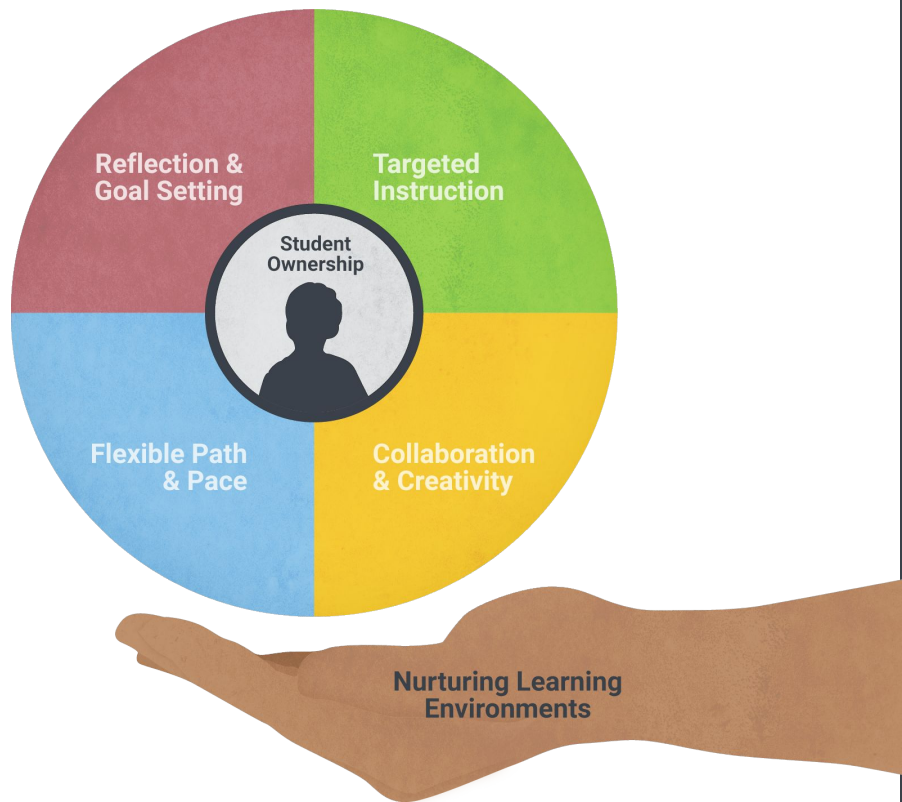 Reflection &
Goal Setting
Targeted
Instruction
Student
Ownership
Flexible Path
& Pace
Collaboration
& Creativity
Nurturing Learning
Environments